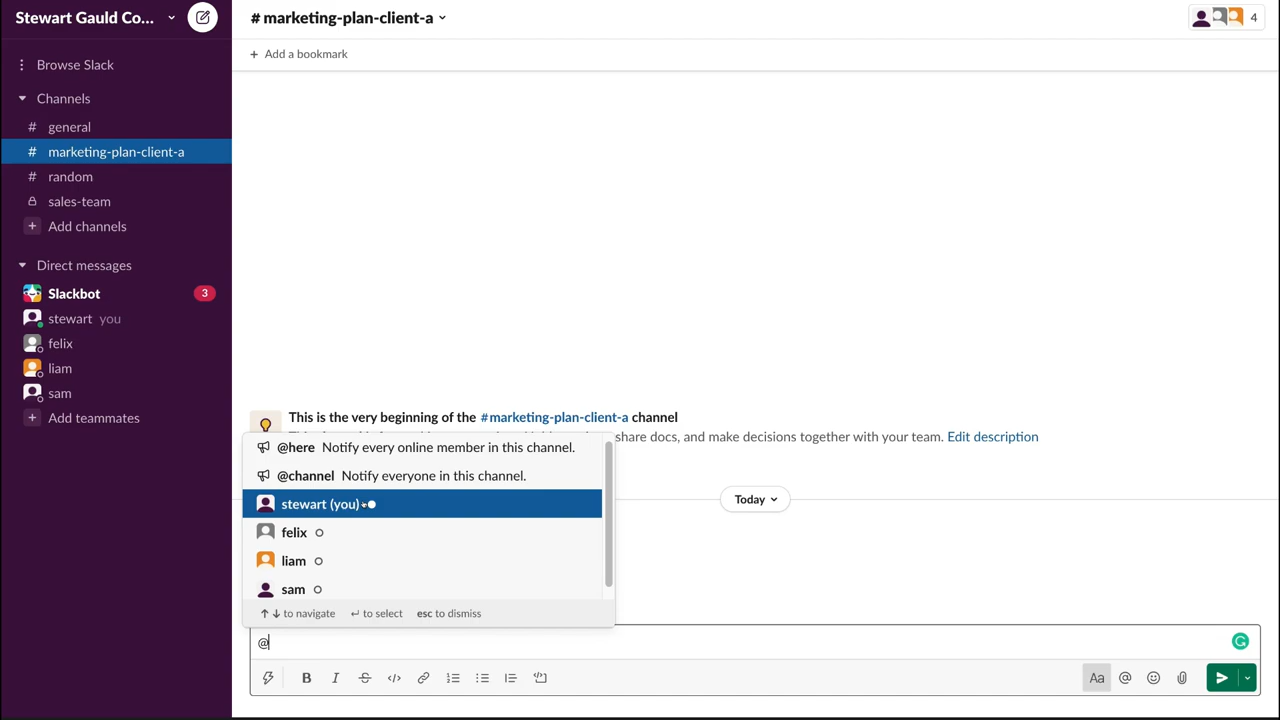 Stewart Gauld Co...
# marketing-plan-client-a
4
Add a bookmark
Browse Slack
Channels
# general
# marketing-plan-client-a
# random
sales-team
+ Add channels
Direct messages
Slackbot 3
stewart you
felix
liam
sam
+ Add teammates
This is the very beginning of the #marketing-plan-client-a channel
share docs, and make decisions together with your team. Edit description
Today
@here Notify every online member in this channel.
@channel Notify everyone in this channel.
stewart (you)
felix
liam
sam
↑ ↓ to navigate ↵ to select esc to dismiss
@
B I S </> Aa @